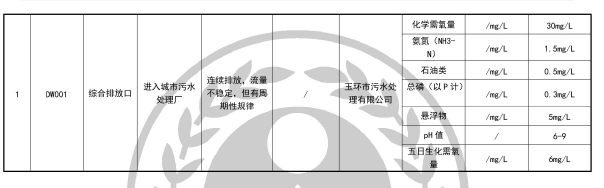 1 DW001 综合排放口 进入城市污水处理厂 连续排放，流量不稳定，但有周期性规律 / 玉环市污水处理有限公司 化学需氧量 /mg/L 30mg/L
氨氮（NH3-N） /mg/L 1.5mg/L
石油类 /mg/L 0.5mg/L
总磷（以 P 计） /mg/L 0.3mg/L
悬浮物 /mg/L 5mg/L
pH 值 / 6-9
五日生化需氧量 /mg/L 6mg/L